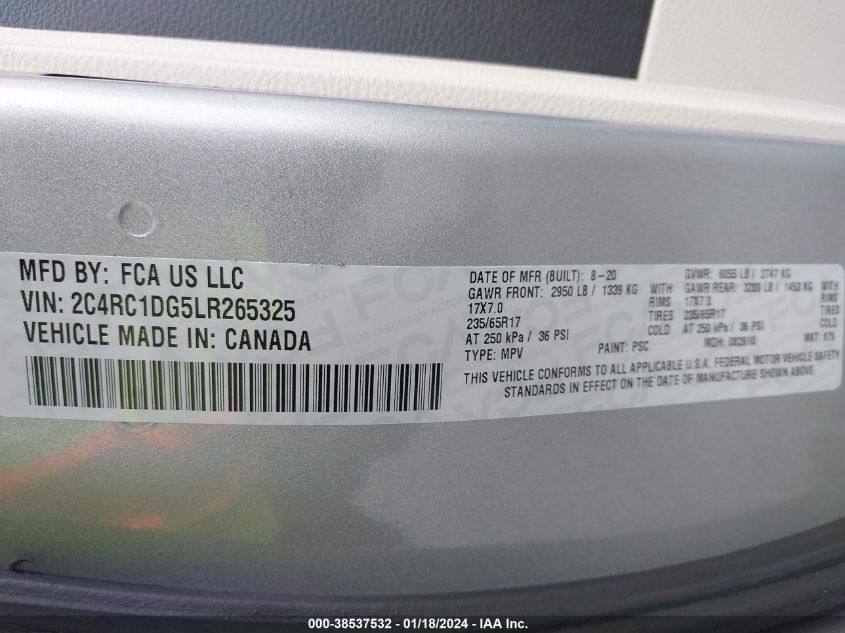 MFD BY: FCA US LLC
VIN: 2C4RC1DG5LR265325
VEHICLE MADE IN: CANADA
DATE OF MFR (BUILT): 8-20 GVWR: 6055 LB / 2747 KG
GAWR FRONT: 2950 LB / 1339 KG WITH GAWR REAR: 3200 LB / 1452 KG WITH
17X7.0 RIMS 17X7.0 RIMS
235/65R17 TIRES 235/65R17 TIRES
AT 250 kPa / 36 PSI COLD AT 250 kPa / 36 PSI COLD
TYPE: MPV PAINT: PSC MDH: 082610 MKT: X75
THIS VEHICLE CONFORMS TO ALL APPLICABLE U.S.A. FEDERAL MOTOR VEHICLE SAFETY
STANDARDS IN EFFECT ON THE DATE OF MANUFACTURE SHOWN ABOVE.
000-38537532 - 01/18/2024 - IAA Inc.